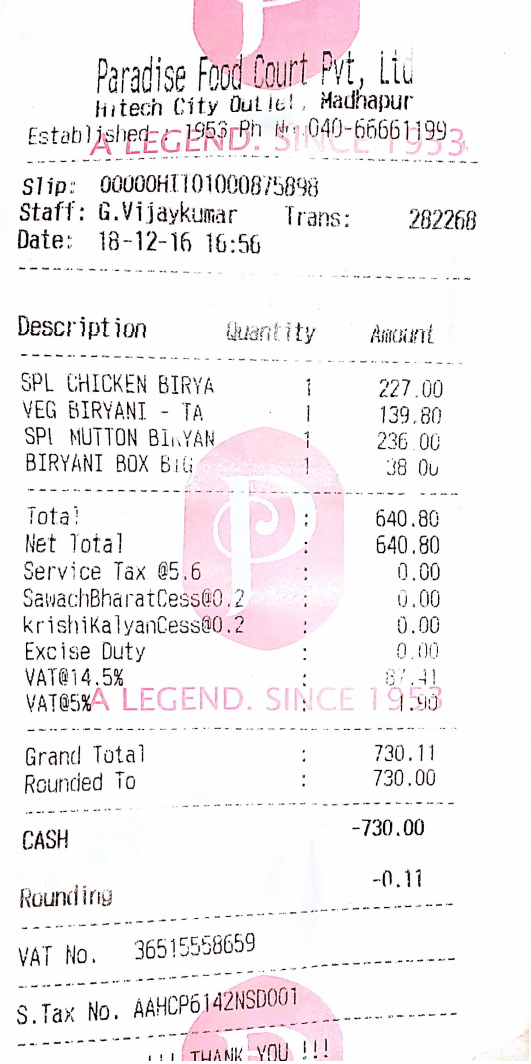 Paradise Food Court Pvt, Ltd
Hitech City Outlet, Madhapur
Established : 1953 Ph No: 040-66661199
A LEGEND. SINCE 1953
Slip: 00000HIT01000875898
Staff: G.Vijaykumar Trans: 282268
Date: 18-12-16 16:56
Description Quantity Amount
SPL CHICKEN BIRYA 1 227.00
VEG BIRYANI - TA 1 139.80
SPL MUTTON BIRYAN 1 236.00
BIRYANI BOX BIG 1 38.00
Total : 640.80
Net Total : 640.80
Service Tax @5.6 : 0.00
SawachBharatCess@0.2 : 0.00
krishiKalyanCess@0.2 : 0.00
Excise Duty : 0.00
VAT@14.5% : 87.41
VAT@5% : 1.90
A LEGEND. SINCE 1953
Grand Total : 730.11
Rounded To : 730.00
CASH -730.00
Rounding -0.11
VAT No. 36515558659
S.Tax No. AAHCP6142NSD001
!!! THANK YOU !!!